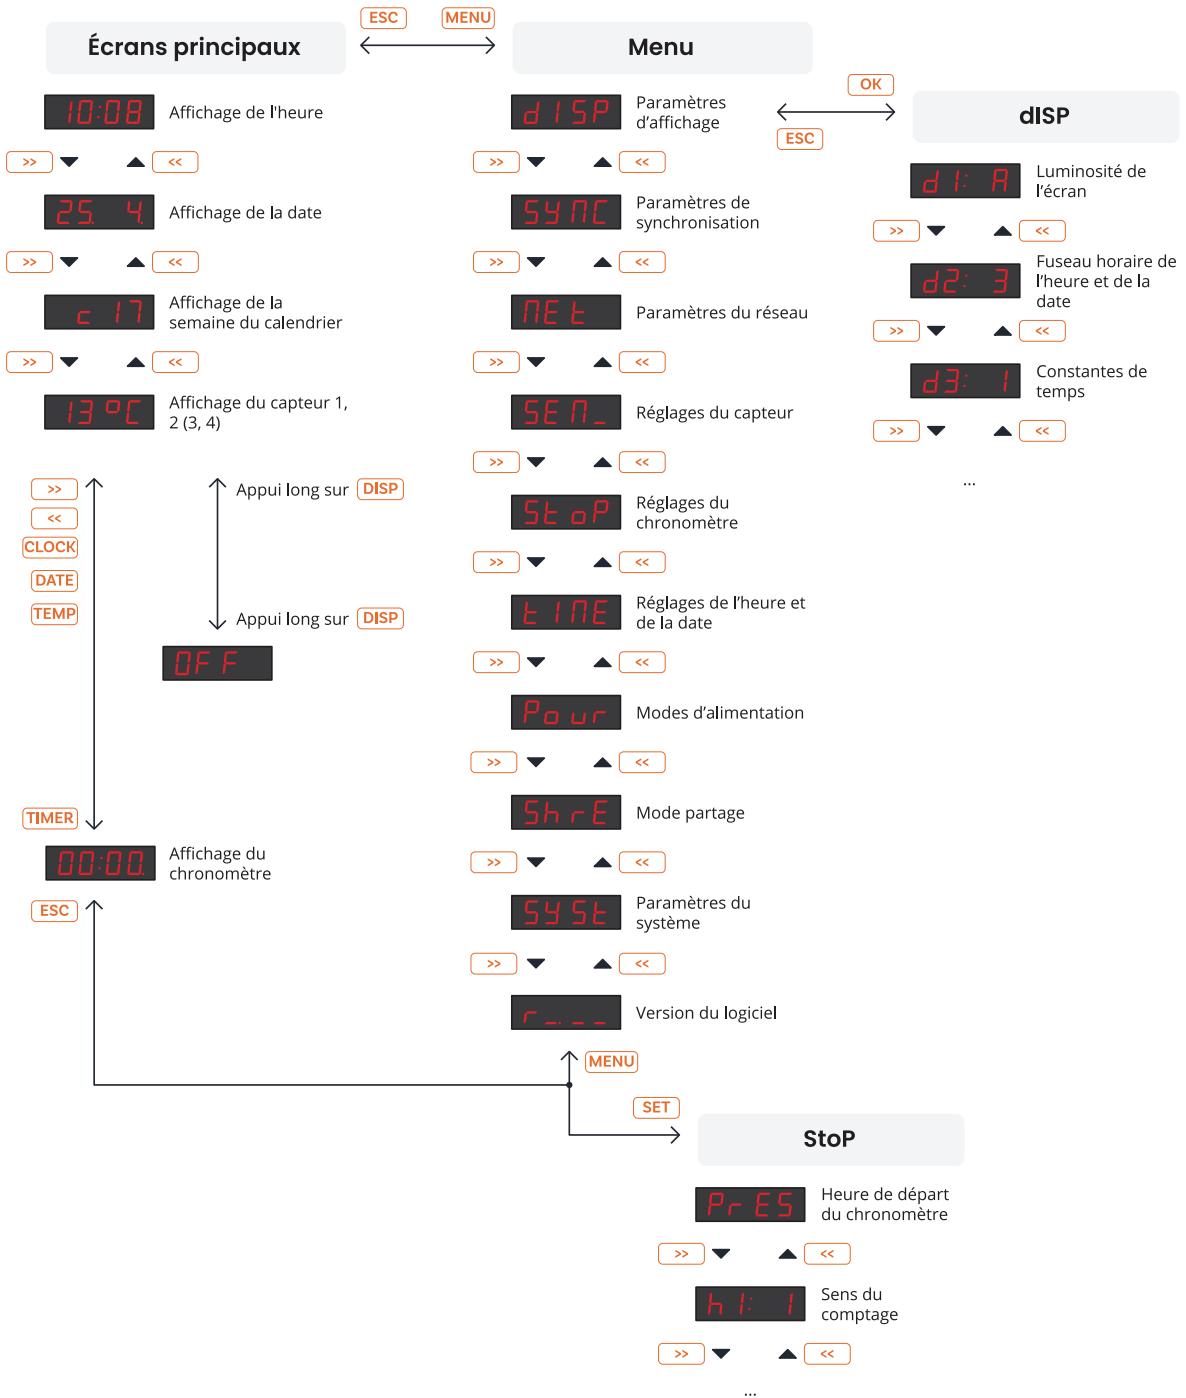 ESC MENU
Écrans principaux
Menu
OK
ESC
dISP
10:08
Affichage de l'heure
>> <<
25. 4.
Affichage de la date
>> <<
c 17
Affichage de la
semaine du calendrier
>> <<
13 °C
Affichage du capteur 1,
2 (3, 4)
>>
<<
CLOCK
DATE
TEMP
Appui long sur DISP
Appui long sur DISP
OFF
TIMER
00:00.
Affichage du
chronomètre
ESC
dISP
Paramètres
d’affichage
>> <<
SYNC
Paramètres de
synchronisation
>> <<
NEt
Paramètres du réseau
>> <<
SEN_
Réglages du capteur
>> <<
StoP
Réglages du
chronomètre
>> <<
tIME
Réglages de l’heure et
de la date
>> <<
Pour
Modes d’alimentation
>> <<
ShrE
Mode partage
>> <<
SYSt
Paramètres du
système
>> <<
r _._ _
Version du logiciel
MENU
SET
d1: A
Luminosité de
l’écran
>> <<
d2: 3
Fuseau horaire de
l’heure et de la
date
>> <<
d3: 1
Constantes de
temps
>> <<
...
StoP
PrES
Heure de départ
du chronomètre
>> <<
h1: 1
Sens du
comptage
>> <<
...